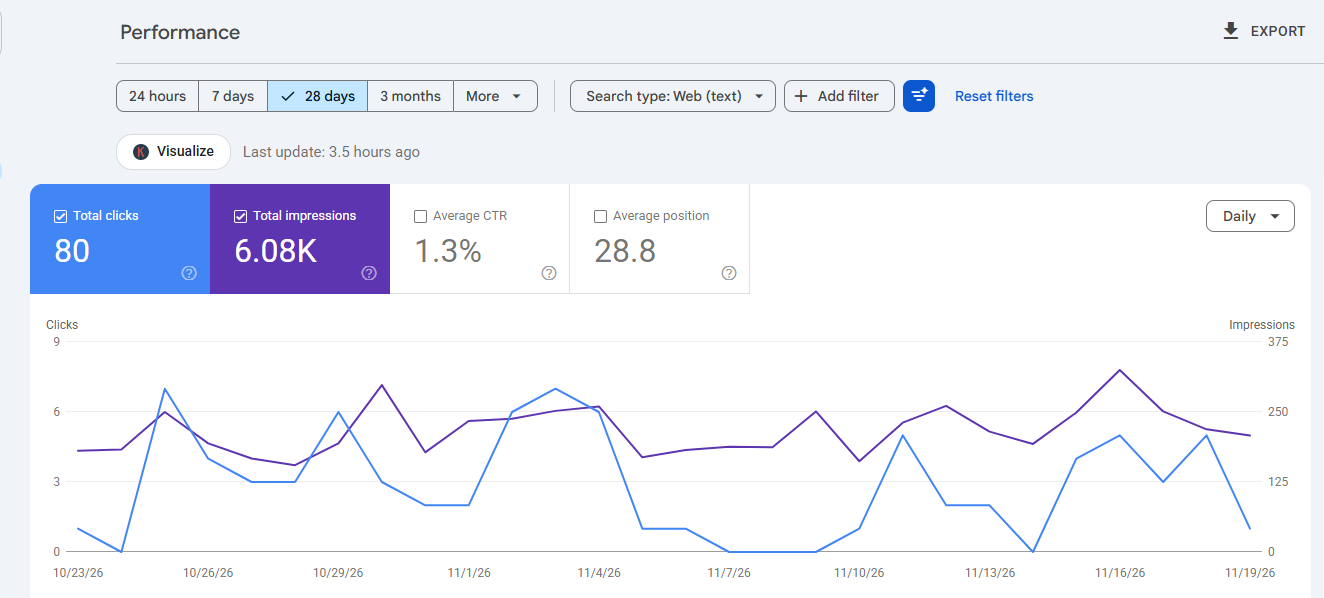 Performance
EXPORT
24 hours 7 days 28 days 3 months More
Search type: Web (text) Add filter Reset filters
K Visualize Last update: 3.5 hours ago
Total clicks Total impressions Average CTR Average position
80 6.08K 1.3% 28.8
Daily
Clicks Impressions
9 375
6 250
3 125
0 0
10/23/26 10/26/26 10/29/26 11/1/26 11/4/26 11/7/26 11/10/26 11/13/26 11/16/26 11/19/26